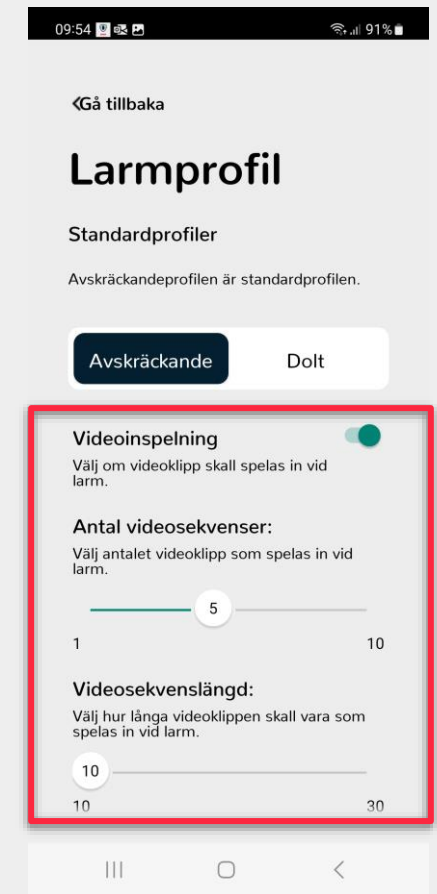 09:54 91%
Gå tillbaka
Larmprofil
Standardprofiler
Avskräckandeprofilen är standardprofilen.
Avskräckande Dolt
Videoinspelning
Välj om videoklipp skall spelas in vid
larm.
Antal videosekvenser:
Välj antalet videoklipp som spelas in vid
larm.
5
1 10
Videosekvenslängd:
Välj hur långa videoklippen skall vara som
spelas in vid larm.
10
10 30